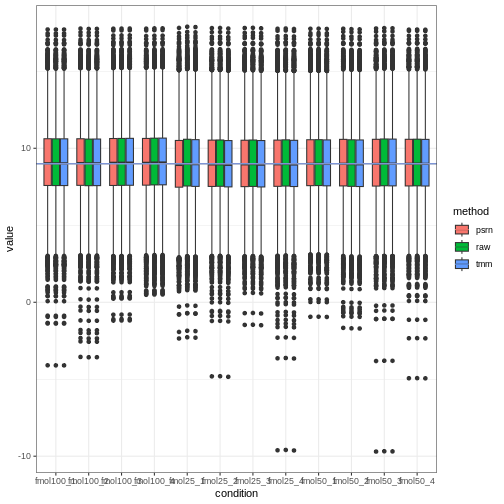 value
10
0
-10
fmol100_1 fmol100_2 fmol100_3 fmol100_4 fmol25_1 fmol25_2 fmol25_3 fmol25_4 fmol50_1 fmol50_2 fmol50_3 fmol50_4
condition
method
psrn
raw
tmm